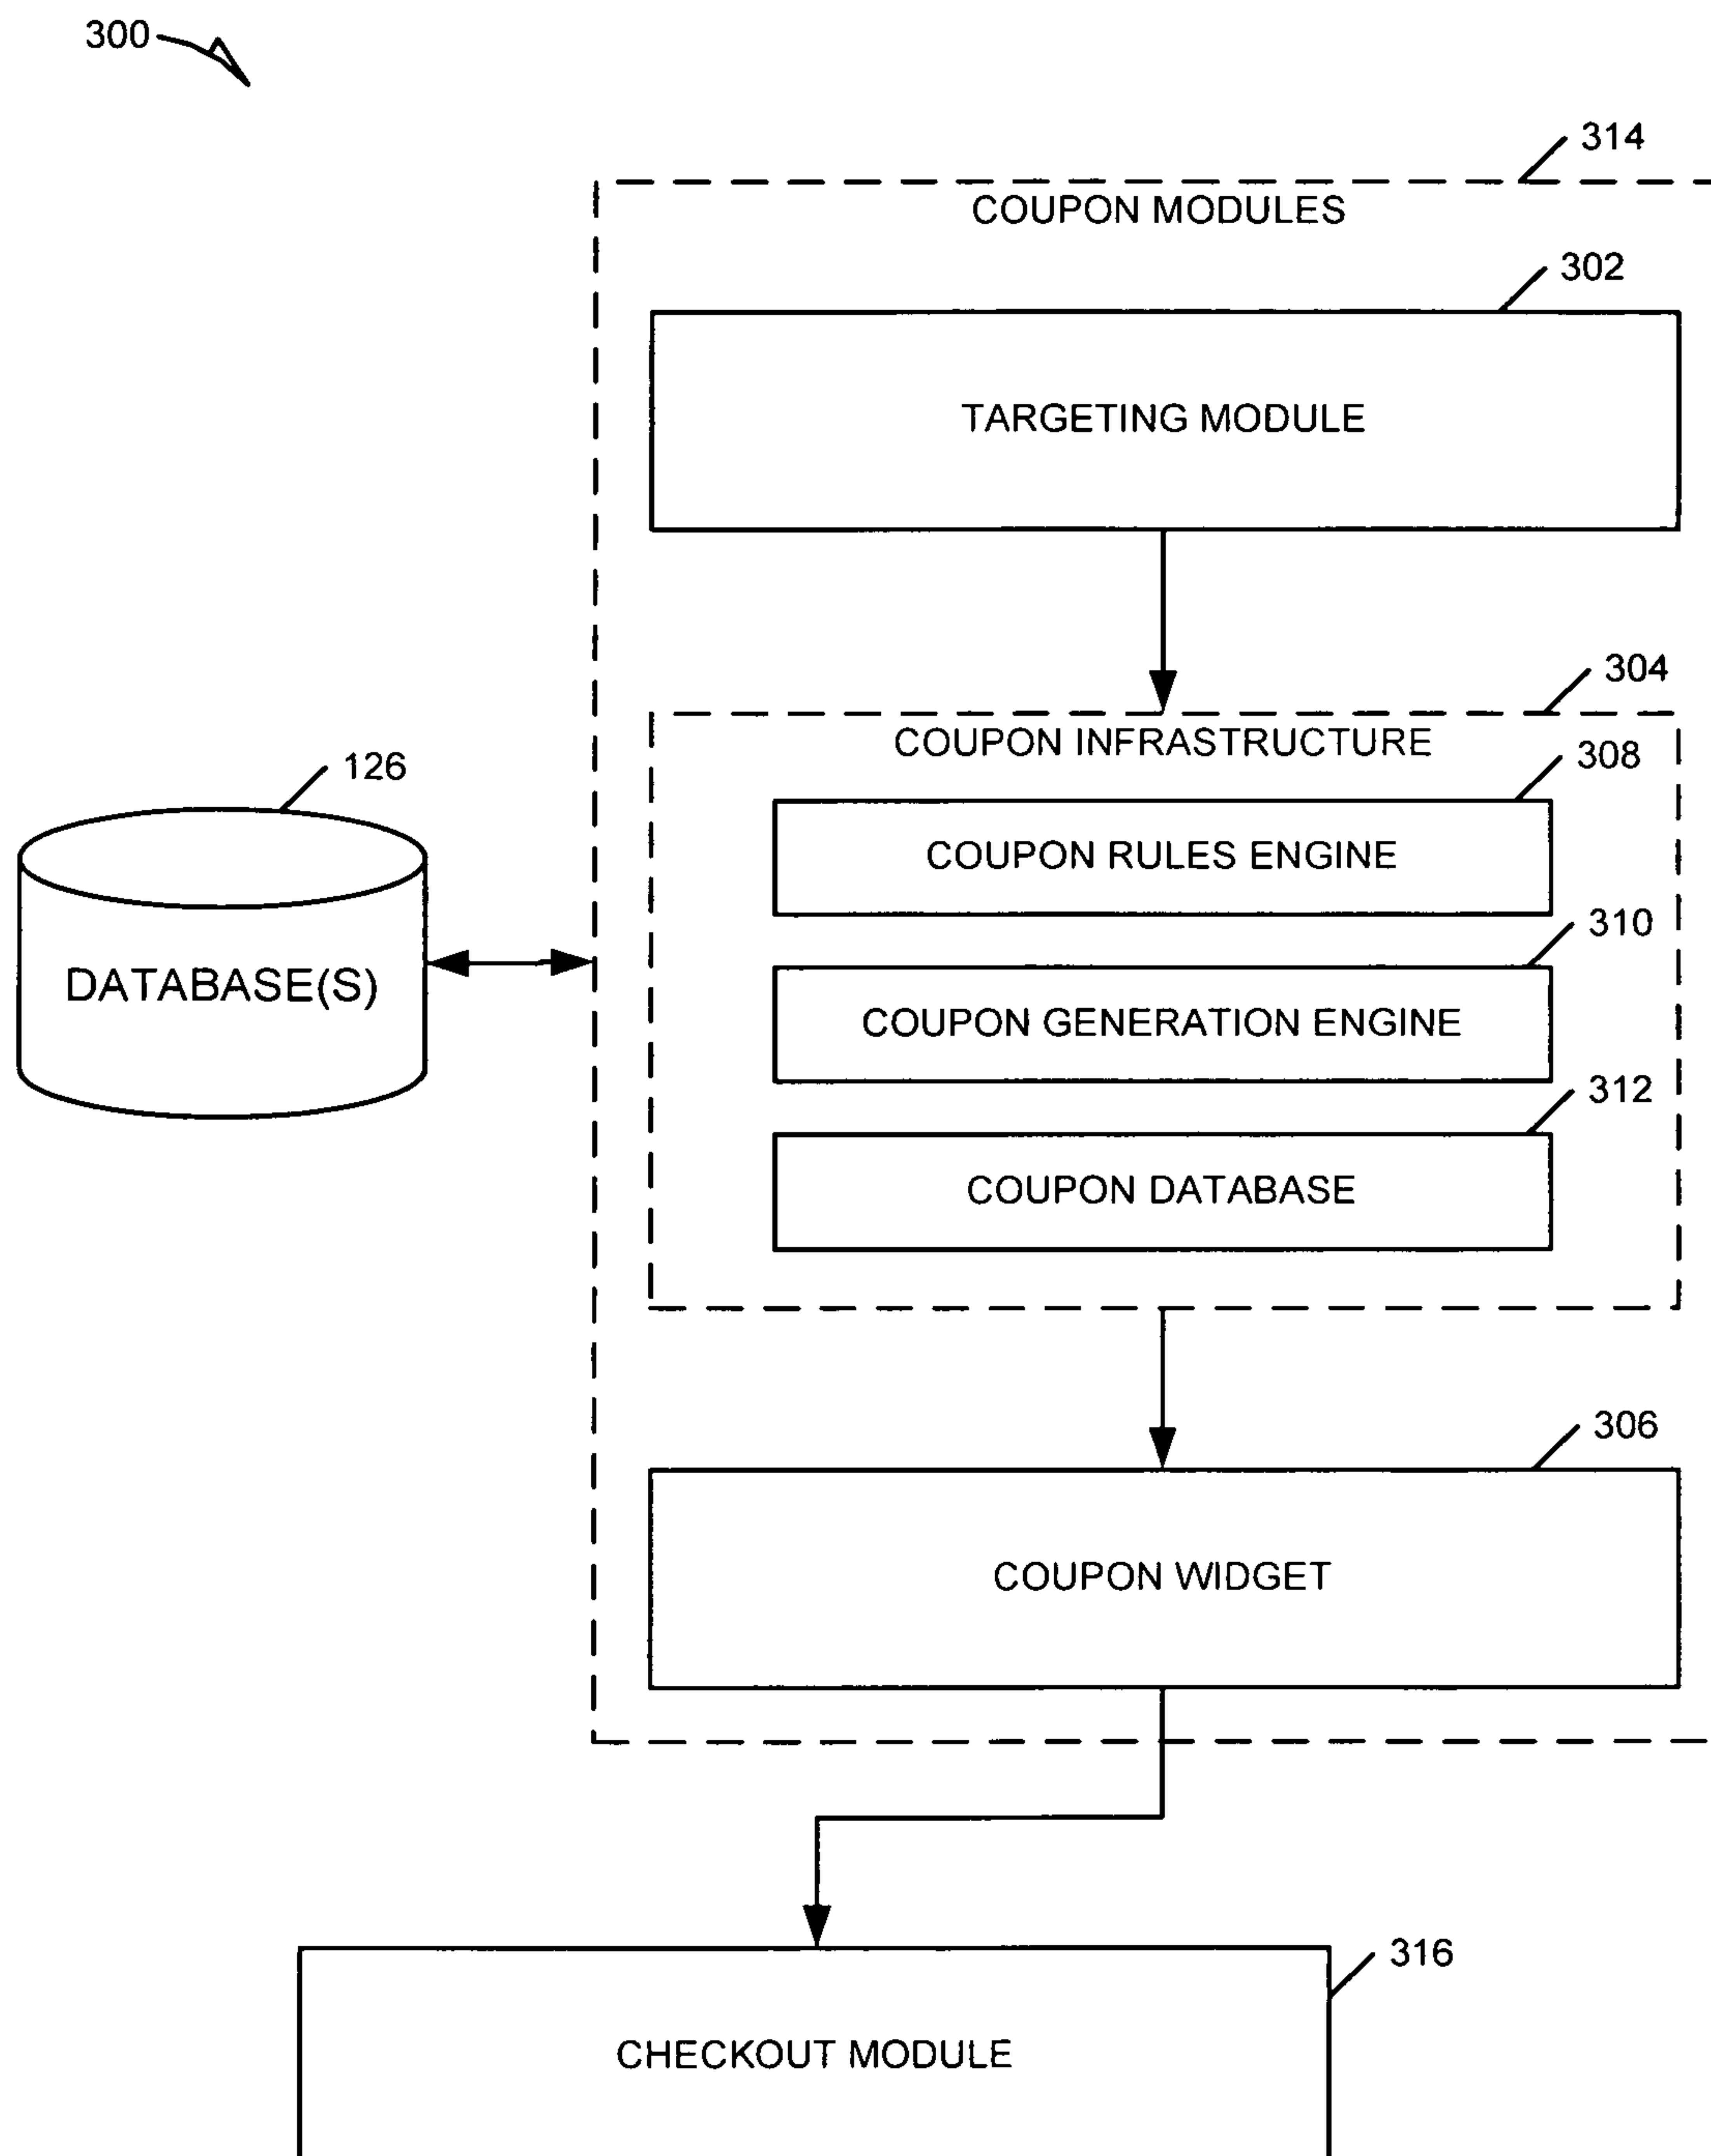 300
314
COUPON MODULES
302
TARGETING MODULE
304
COUPON INFRASTRUCTURE
308
COUPON RULES ENGINE
126
DATABASE(S)
310
COUPON GENERATION ENGINE
312
COUPON DATABASE
306
COUPON WIDGET
316
CHECKOUT MODULE